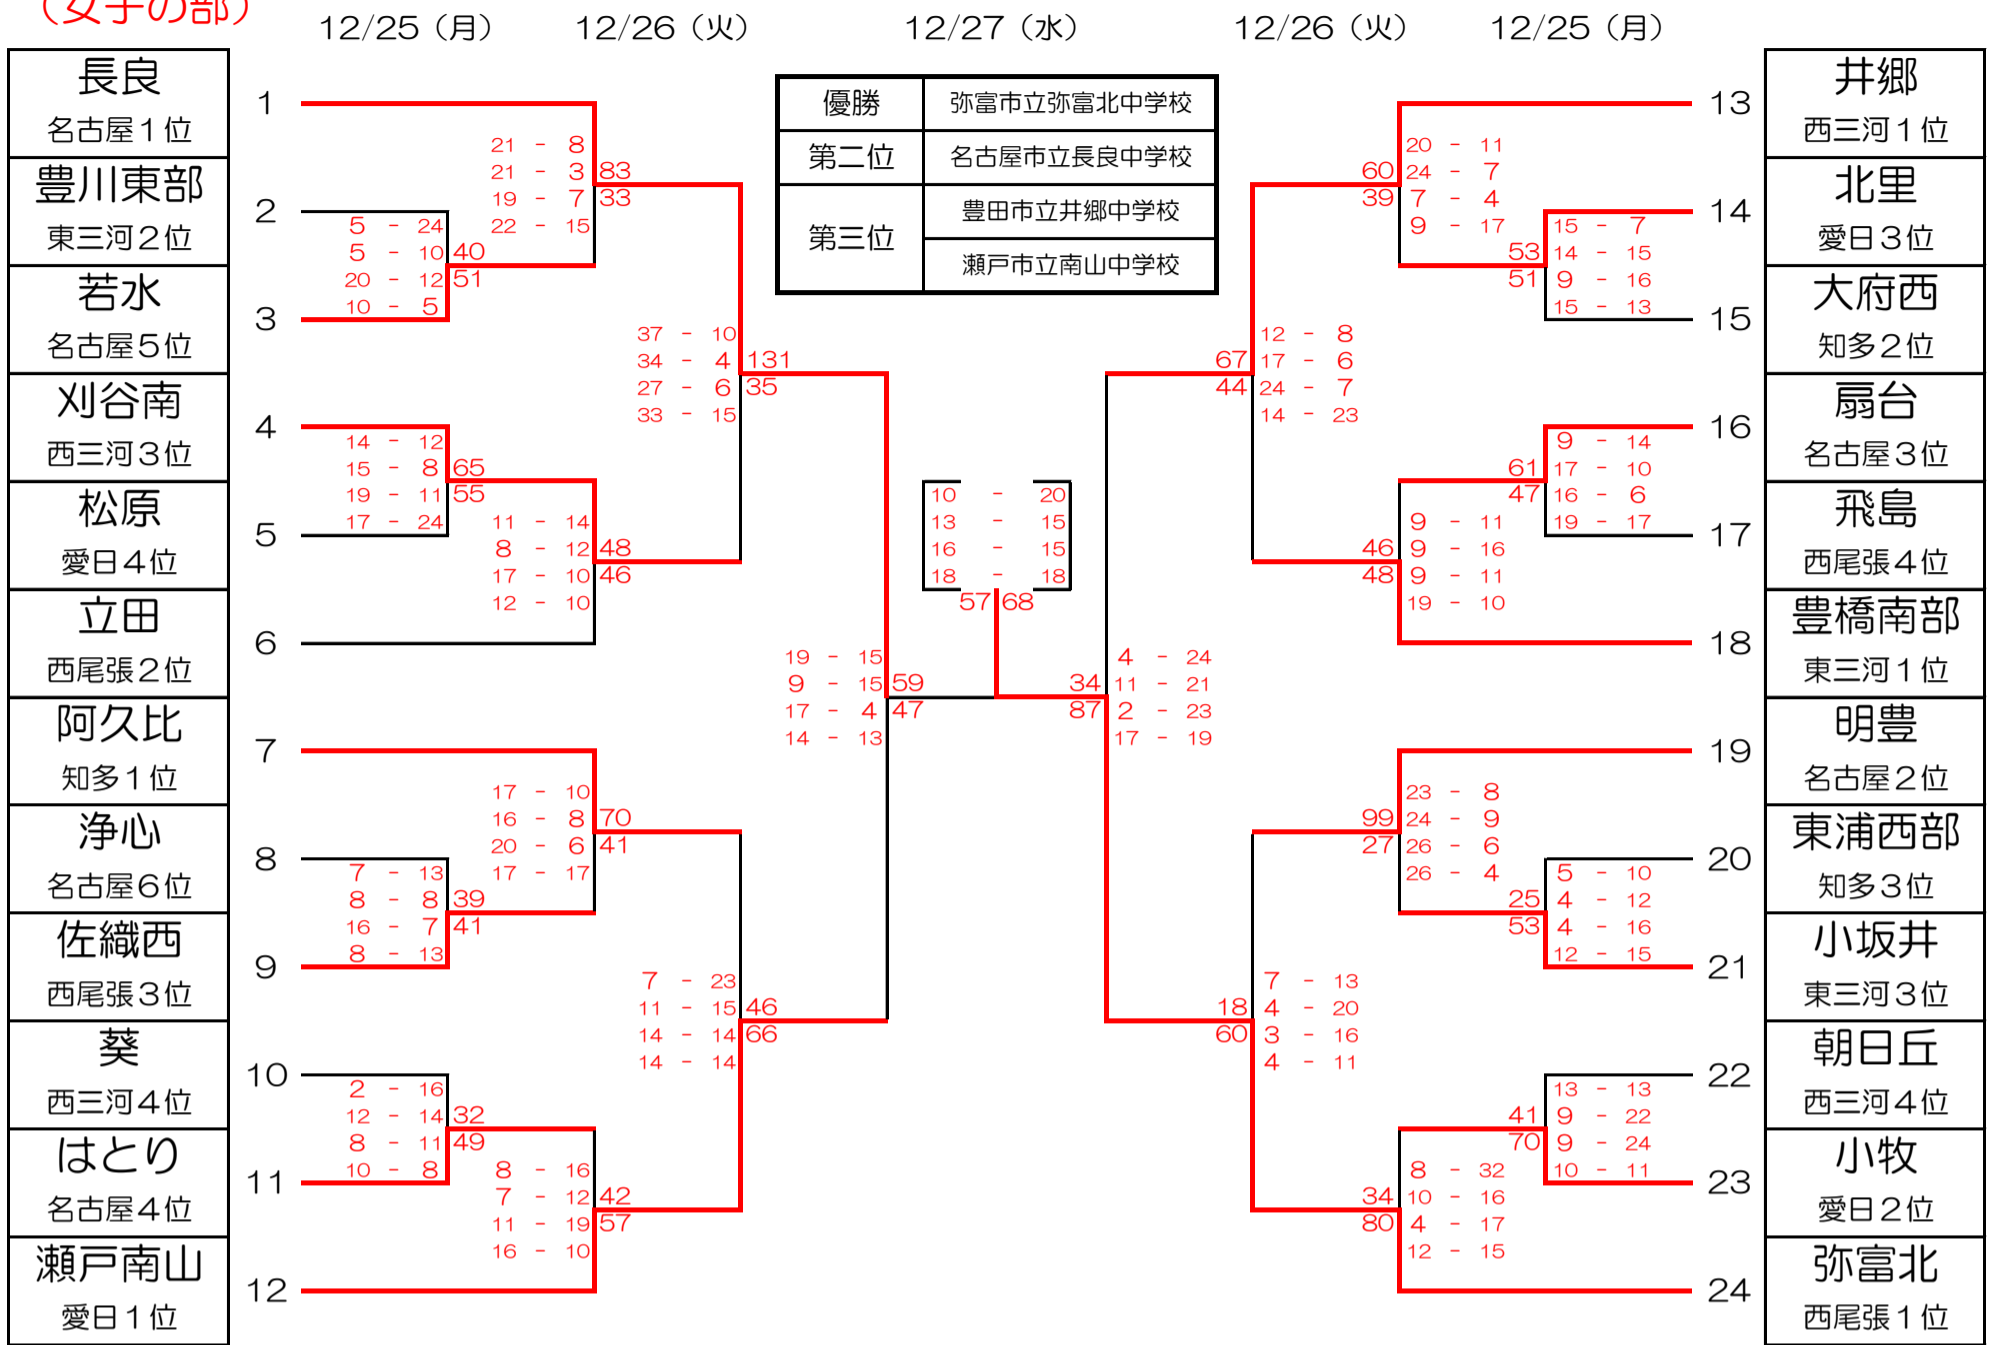 （女子の部）
12/25（月） 12/26（火） 12/27（水） 12/26（火） 12/25（月）
優勝 弥富市立弥富北中学校
第二位 名古屋市立長良中学校
第三位 豊田市立井郷中学校
瀬戸市立南山中学校
長良
名古屋１位
1
豊川東部
東三河２位
2
若水
名古屋５位
3
刈谷南
西三河３位
4
松原
愛日４位
5
立田
西尾張２位
6
阿久比
知多１位
7
浄心
名古屋６位
8
佐織西
西尾張３位
9
葵
西三河４位
10
はとり
名古屋４位
11
瀬戸南山
愛日１位
12
5 - 24
5 - 10
20 - 12
10 - 5
40
51
14 - 12
15 - 8
19 - 11
17 - 24
65
55
7 - 13
8 - 8
16 - 7
8 - 13
39
41
2 - 16
12 - 14
8 - 11
10 - 8
32
49
21 - 8
21 - 3
19 - 7
22 - 15
83
33
11 - 14
8 - 12
17 - 10
12 - 10
48
46
17 - 10
16 - 8
20 - 6
17 - 17
70
41
8 - 16
7 - 12
11 - 19
16 - 10
42
57
37 - 10
34 - 4
27 - 6
33 - 15
131
35
7 - 23
11 - 15
14 - 14
14 - 14
46
66
19 - 15
9 - 15
17 - 4
14 - 13
59
47
10 - 20
13 - 15
16 - 15
18 - 18
57 68
4 - 24
11 - 21
2 - 23
17 - 19
34
87
12 - 8
17 - 6
24 - 7
14 - 23
67
44
7 - 13
4 - 20
3 - 16
4 - 11
18
60
20 - 11
24 - 7
7 - 4
9 - 17
60
39
9 - 11
9 - 16
9 - 11
19 - 10
46
48
23 - 8
24 - 9
26 - 6
26 - 4
99
27
8 - 32
10 - 16
4 - 17
12 - 15
34
80
15 - 7
14 - 15
9 - 16
15 - 13
53
51
9 - 14
17 - 10
16 - 6
19 - 17
61
47
5 - 10
4 - 12
4 - 16
12 - 15
25
53
13 - 13
9 - 22
9 - 24
10 - 11
41
70
13
井郷
西三河１位
14
北里
愛日３位
15
大府西
知多２位
16
扇台
名古屋３位
17
飛島
西尾張４位
18
豊橋南部
東三河１位
19
明豊
名古屋２位
20
東浦西部
知多３位
21
小坂井
東三河３位
22
朝日丘
西三河４位
23
小牧
愛日２位
24
弥富北
西尾張１位